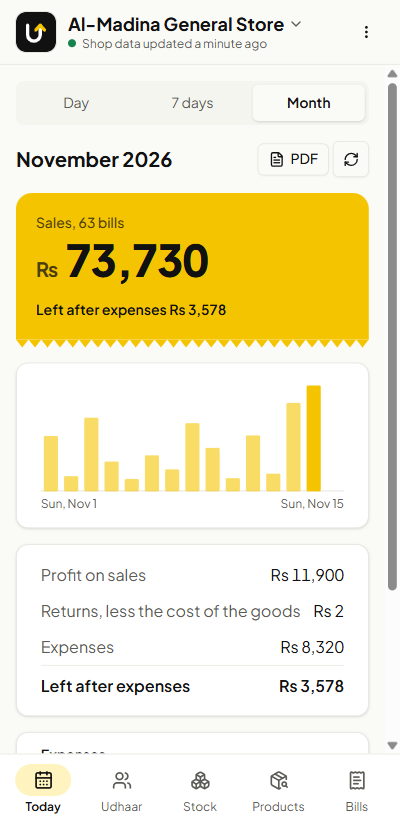 Al-Madina General Store
Shop data updated a minute ago
Day 7 days Month
November 2026 PDF
Sales, 63 bills
Rs 73,730
Left after expenses Rs 3,578
Sun, Nov 1 Sun, Nov 15
Profit on sales Rs 11,900
Returns, less the cost of the goods Rs 2
Expenses Rs 8,320
Left after expenses Rs 3,578
Expenses
Today Udhaar Stock Products Bills